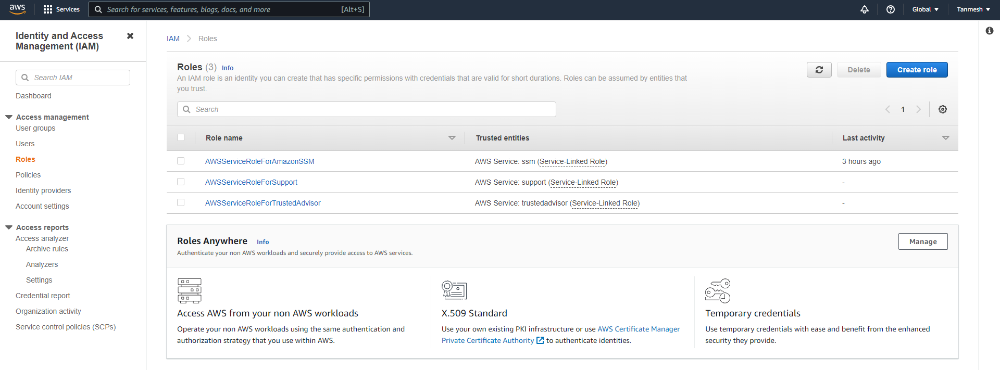 aws
Services
Search for services, features, blogs, docs, and more
[Alt+S]
Global
Tanmesh
Identity and Access
Management (IAM)
Search IAM
Dashboard
Access management
User groups
Users
Roles
Policies
Identity providers
Account settings
Access reports
Access analyzer
Archive rules
Analyzers
Settings
Credential report
Organization activity
Service control policies (SCPs)
IAM
Roles
Roles (3) Info
An IAM role is an identity you can create that has specific permissions with credentials that are valid for short durations. Roles can be assumed by entities that
you trust.
Delete
Create role
Search
1
Role name Trusted entities Last activity
AWSServiceRoleForAmazonSSM AWS Service: ssm (Service-Linked Role) 3 hours ago
AWSServiceRoleForSupport AWS Service: support (Service-Linked Role) -
AWSServiceRoleForTrustedAdvisor AWS Service: trustedadvisor (Service-Linked Role) -
Roles Anywhere Info
Authenticate your non AWS workloads and securely provide access to AWS services.
Manage
Access AWS from your non AWS workloads
Operate your non AWS workloads using the same authentication and
authorization strategy that you use within AWS.
X.509 Standard
Use your own existing PKI infrastructure or use AWS Certificate Manager
Private Certificate Authority to authenticate identities.
Temporary credentials
Use temporary credentials with ease and benefit from the enhanced
security they provide.